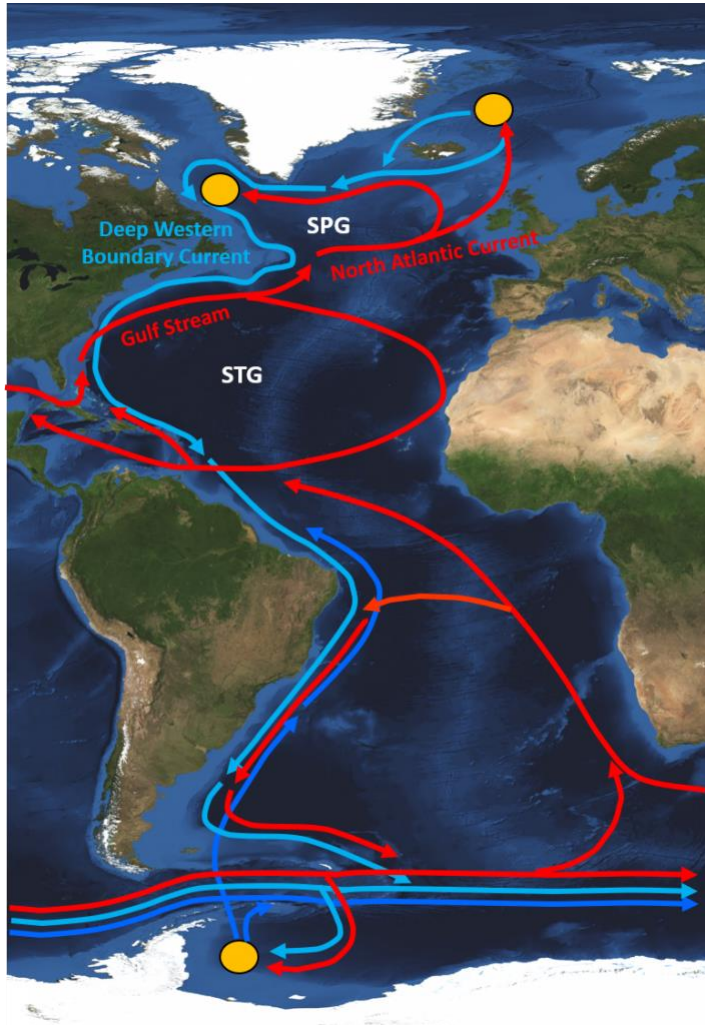 SPG
Deep Western
Boundary Current
North Atlantic Current
Gulf Stream
STG